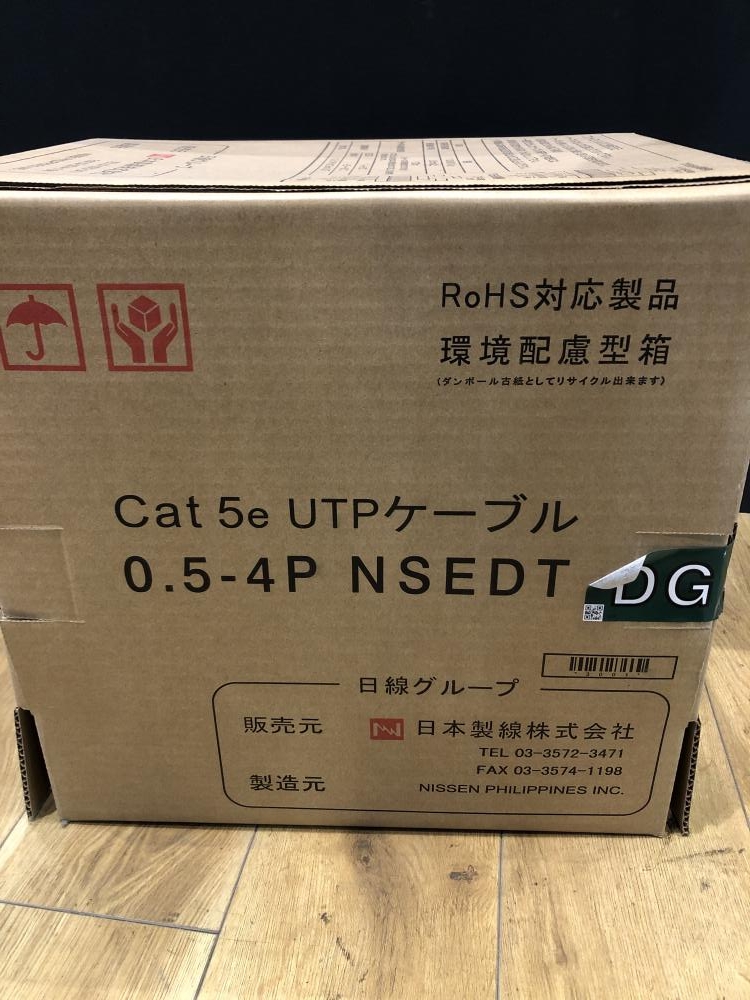 RoHS対応製品
環境配慮型箱
(ダンボール古紙としてリサイクル出来ます)
Cat 5e UTPケーブル
0.5-4P NSEDT DG
日線グループ
販売元 日本製線株式会社
TEL 03-3572-3471
FAX 03-3574-1198
製造元 NISSEN PHILIPPINES INC.